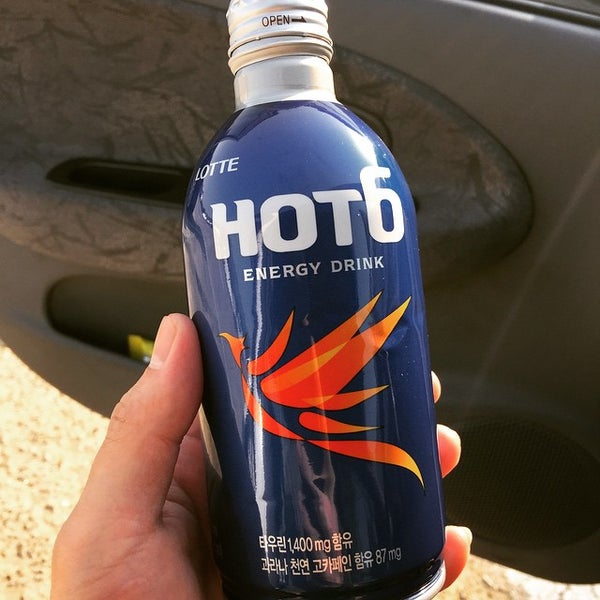 OPEN→
LOTTE
HOT6
ENERGY DRINK
타우린 1,400 mg 함유
과라나 천연 고카페인 함유 87 mg